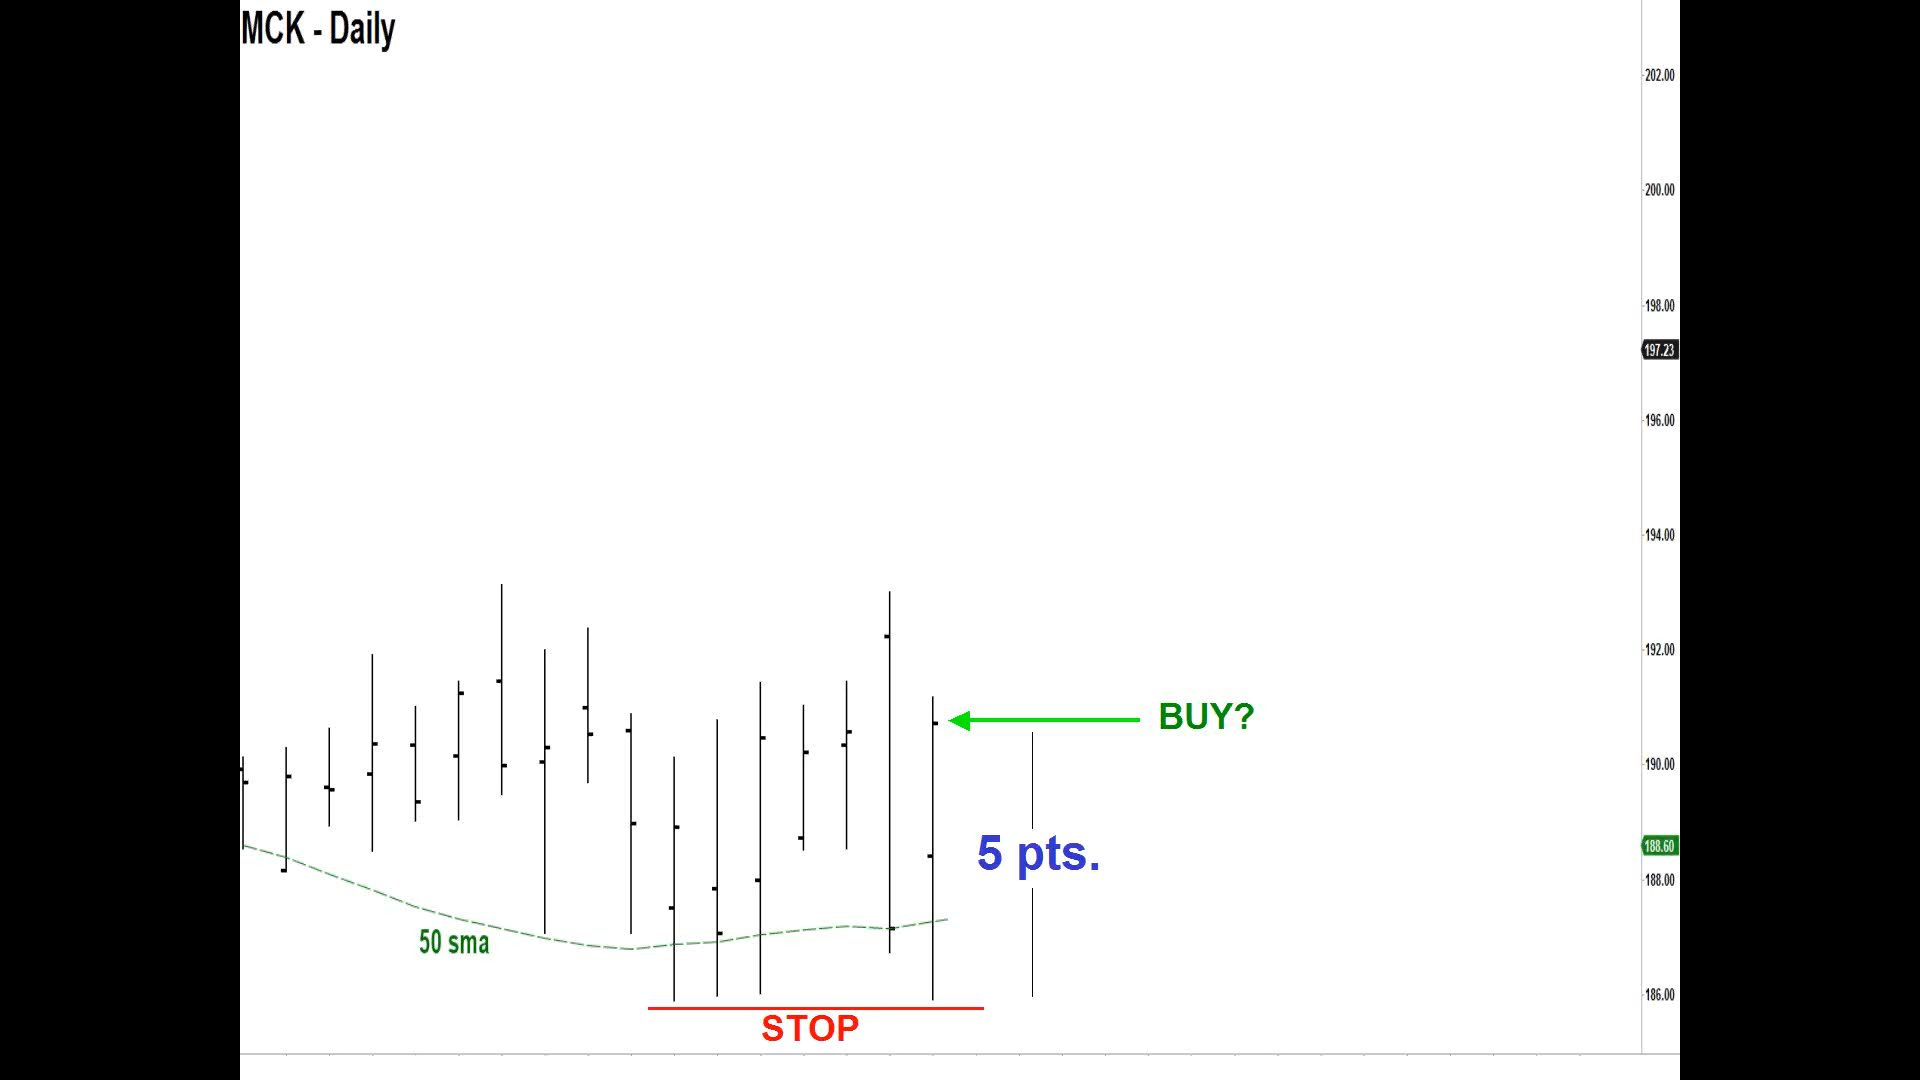 MCK - Daily
202.00
200.00
198.00
197.23
196.00
194.00
192.00
BUY?
190.00
5 pts.
188.60
188.00
50 sma
186.00
STOP